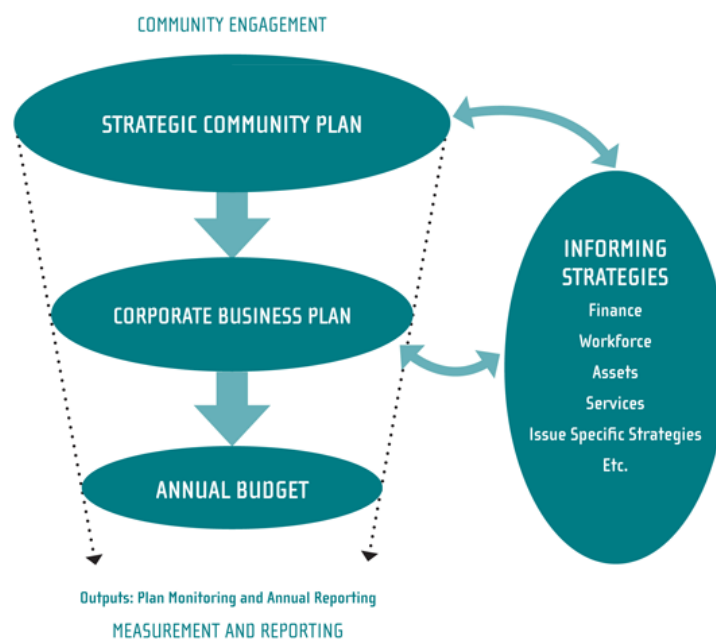 COMMUNITY ENGAGEMENT
STRATEGIC COMMUNITY PLAN
CORPORATE BUSINESS PLAN
ANNUAL BUDGET
INFORMING
STRATEGIES
Finance
Workforce
Assets
Services
Issue Specific Strategies
Etc.
Outputs: Plan Monitoring and Annual Reporting
MEASUREMENT AND REPORTING